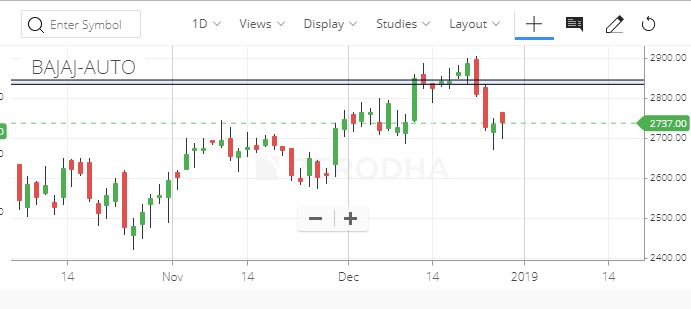 Enter Symbol 1D Views Display Studies Layout
BAJAJ-AUTO
2900.00
2800.00
2737.00
2700.00
ZERODHA
2600.00
2500.00
2400.00
14 Nov 14 Dec 14 2019 14